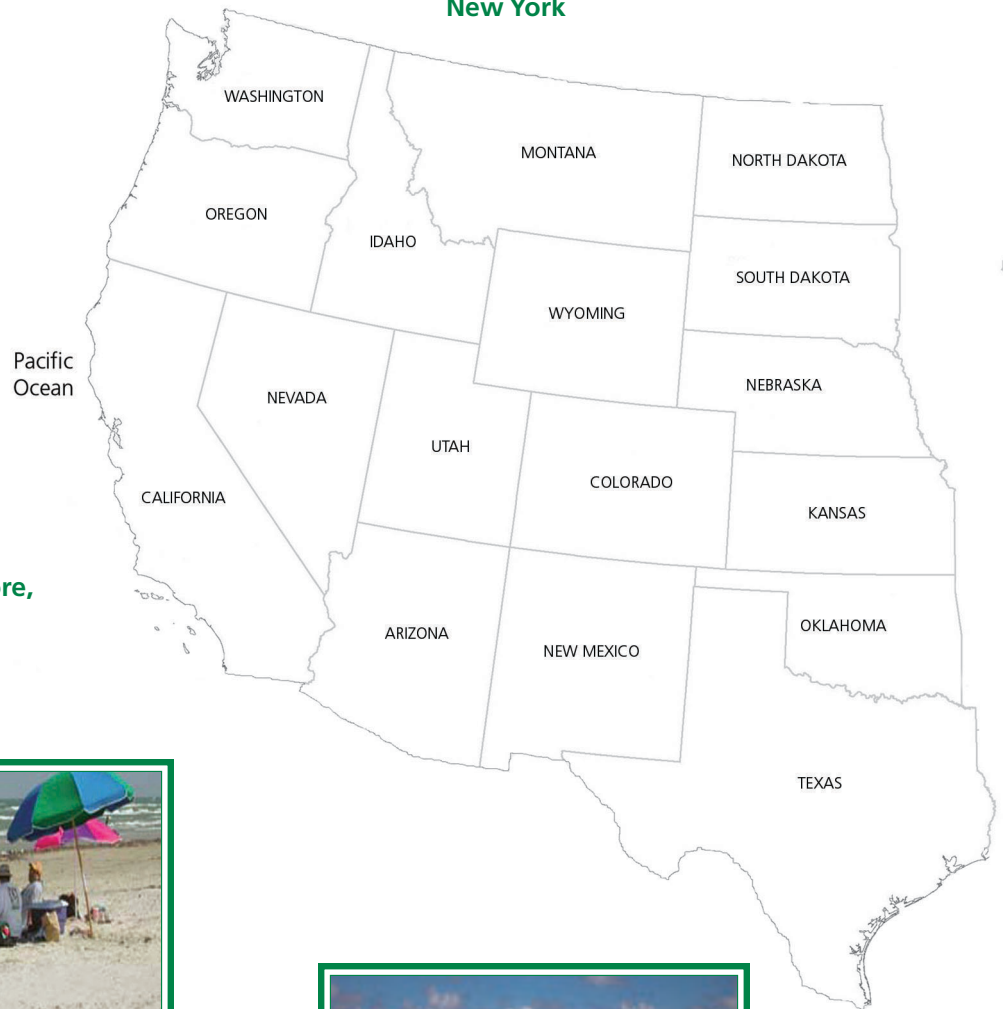 New York
WASHINGTON
MONTANA
NORTH DAKOTA
OREGON
IDAHO
SOUTH DAKOTA
WYOMING
Pacific
Ocean
NEVADA
NEBRASKA
UTAH
COLORADO
CALIFORNIA
KANSAS
re,
ARIZONA
NEW MEXICO
OKLAHOMA
TEXAS